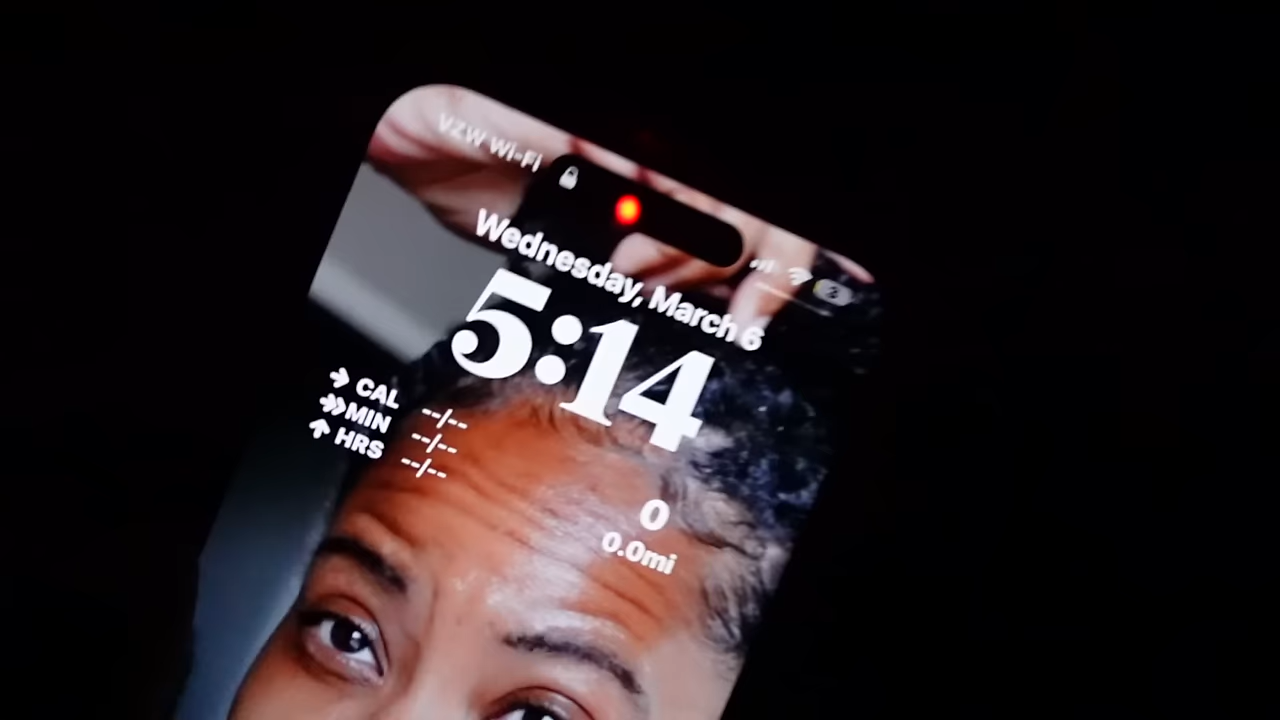 VZW Wi-Fi
Wednesday, March 6
5:14
CAL --/--
MIN --/--
HRS --/--
0
0.0mi